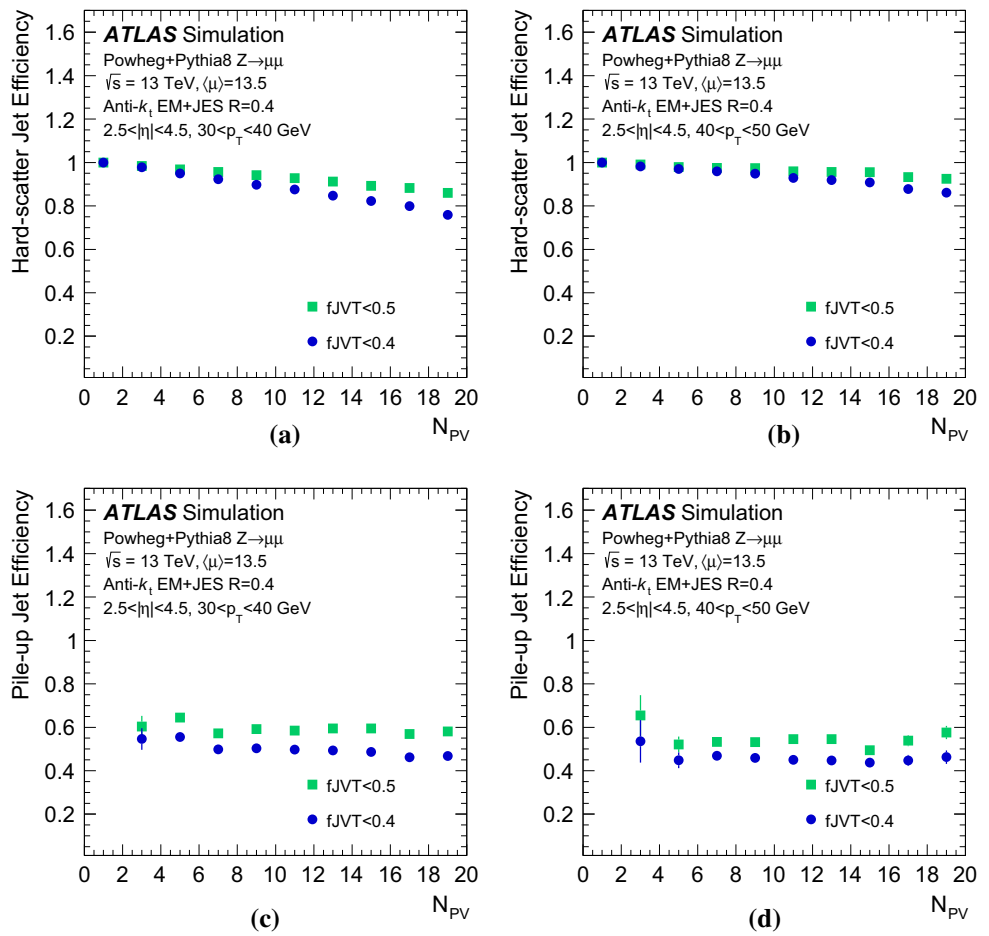 Hard-scatter Jet Efficiency
1.6
1.4
1.2
1
0.8
0.6
0.4
0.2
ATLAS Simulation
Powheg+Pythia8 Z→μμ
√s = 13 TeV, ⟨μ⟩=13.5
Anti-kt EM+JES R=0.4
2.5<|η|<4.5, 30<pT<40 GeV
fJVT<0.5
fJVT<0.4
0 2 4 6 8 10 12 14 16 18 20
NPV
(a)
Hard-scatter Jet Efficiency
1.6
1.4
1.2
1
0.8
0.6
0.4
0.2
ATLAS Simulation
Powheg+Pythia8 Z→μμ
√s = 13 TeV, ⟨μ⟩=13.5
Anti-kt EM+JES R=0.4
2.5<|η|<4.5, 40<pT<50 GeV
fJVT<0.5
fJVT<0.4
0 2 4 6 8 10 12 14 16 18 20
NPV
(b)
Pile-up Jet Efficiency
1.6
1.4
1.2
1
0.8
0.6
0.4
0.2
ATLAS Simulation
Powheg+Pythia8 Z→μμ
√s = 13 TeV, ⟨μ⟩=13.5
Anti-kt EM+JES R=0.4
2.5<|η|<4.5, 30<pT<40 GeV
fJVT<0.5
fJVT<0.4
0 2 4 6 8 10 12 14 16 18 20
NPV
(c)
Pile-up Jet Efficiency
1.6
1.4
1.2
1
0.8
0.6
0.4
0.2
ATLAS Simulation
Powheg+Pythia8 Z→μμ
√s = 13 TeV, ⟨μ⟩=13.5
Anti-kt EM+JES R=0.4
2.5<|η|<4.5, 40<pT<50 GeV
fJVT<0.5
fJVT<0.4
0 2 4 6 8 10 12 14 16 18 20
NPV
(d)